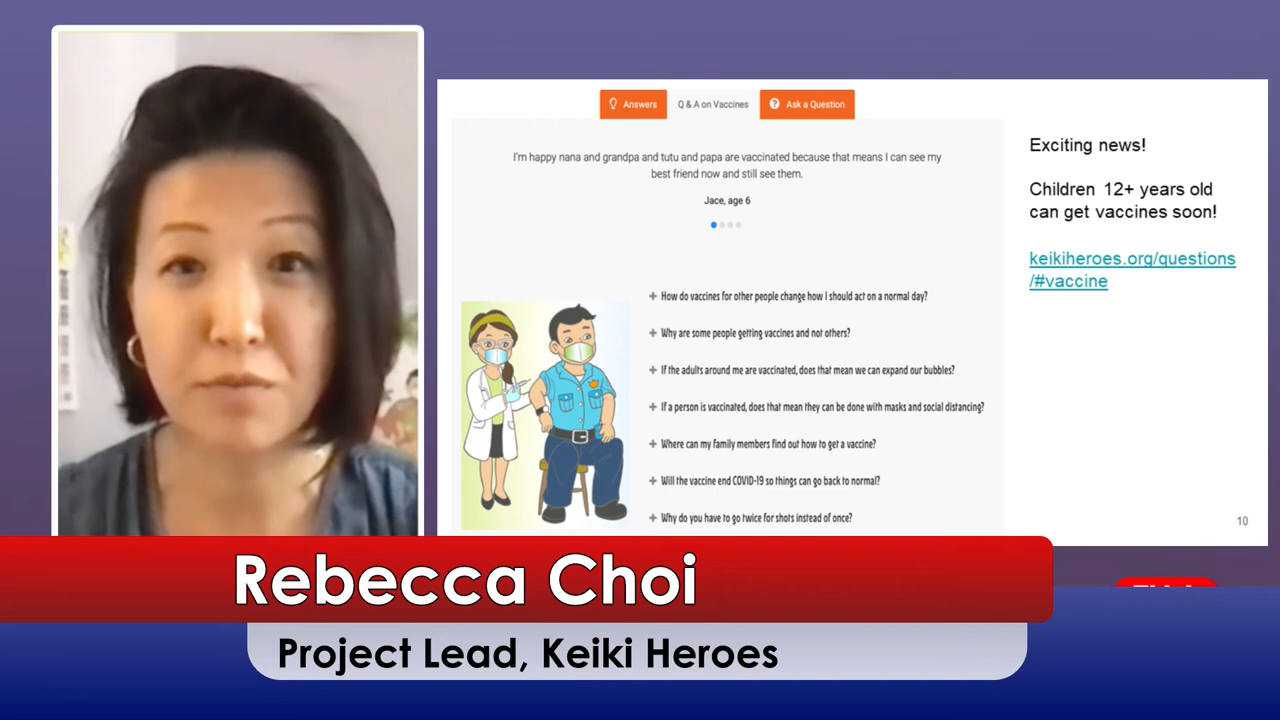 Answers
Q & A on Vaccines
Ask a Question
I'm happy nana and grandpa and tutu and papa are vaccinated because that means I can see my
best friend now and still see them.
Jace, age 6
How do vaccines for other people change how I should act on a normal day?
Why are some people getting vaccines and not others?
If the adults around me are vaccinated, does that mean we can expand our bubbles?
If a person is vaccinated, does that mean they can be done with masks and social distancing?
Where can my family members find out how to get a vaccine?
Will the vaccine end COVID-19 so things can go back to normal?
Why do you have to go twice for shots instead of once?
Exciting news!
Children 12+ years old
can get vaccines soon!
keikiheroes.org/questions
/#vaccine
10
Rebecca Choi
Project Lead, Keiki Heroes